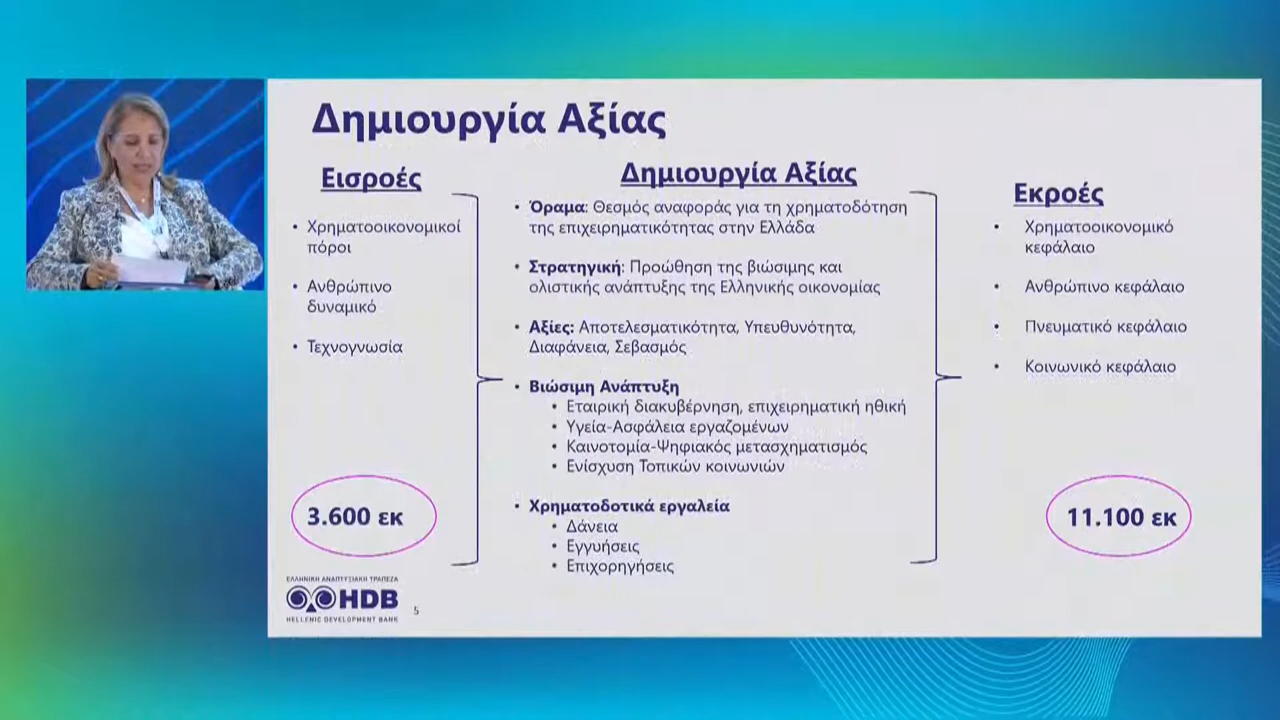 Δημιουργία Αξίας
Εισροές
• Χρηματοοικονομικοί
πόροι
• Ανθρώπινο
δυναμικό
• Τεχνογνωσία
3.600 εκ
Δημιουργία Αξίας
• Όραμα: Θεσμός αναφοράς για τη χρηματοδότηση
της επιχειρηματικότητας στην Ελλάδα
• Στρατηγική: Προώθηση της βιώσιμης και
ολιστικής ανάπτυξης της Ελληνικής οικονομίας
• Αξίες: Αποτελεσματικότητα, Υπευθυνότητα,
Διαφάνεια, Σεβασμός
• Βιώσιμη Ανάπτυξη
• Εταιρική διακυβέρνηση, επιχειρηματική ηθική
• Υγεία-Ασφάλεια εργαζομένων
• Καινοτομία-Ψηφιακός μετασχηματισμός
• Ενίσχυση Τοπικών κοινωνιών
• Χρηματοδοτικά εργαλεία
• Δάνεια
• Εγγυήσεις
• Επιχορηγήσεις
Εκροές
• Χρηματοοικονομικό
κεφάλαιο
• Ανθρώπινο κεφάλαιο
• Πνευματικό κεφάλαιο
• Κοινωνικό κεφάλαιο
11.100 εκ
ΕΛΛΗΝΙΚΗ ΑΝΑΠΤΥΞΙΑΚΗ ΤΡΑΠΕΖΑ
HDB
HELLENIC DEVELOPMENT BANK
5